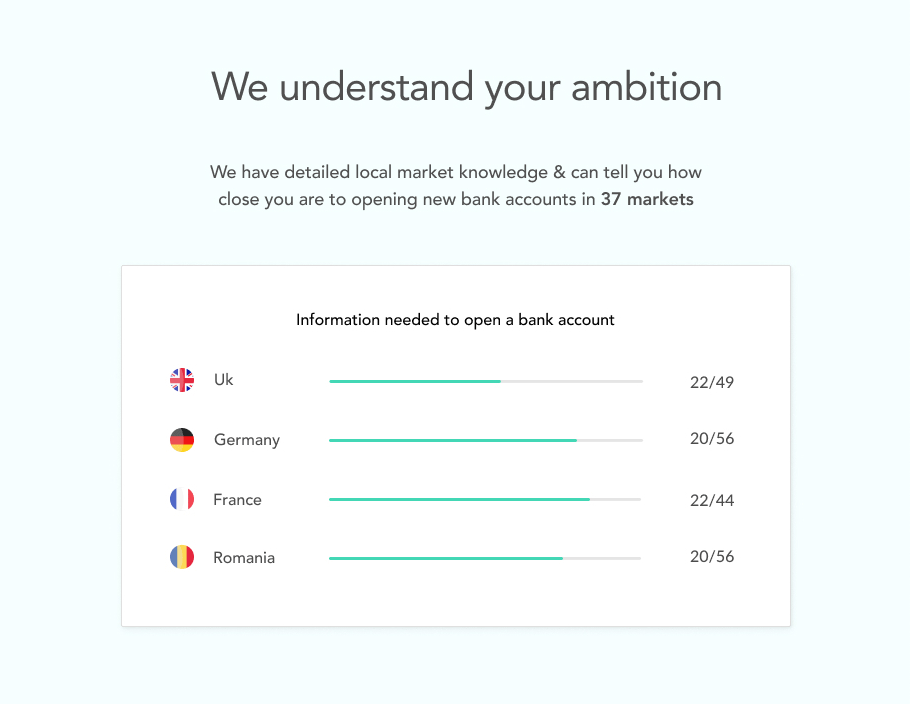 We understand your ambition
We have detailed local market knowledge & can tell you how
close you are to opening new bank accounts in 37 markets
Information needed to open a bank account
Uk 22/49
Germany 20/56
France 22/44
Romania 20/56